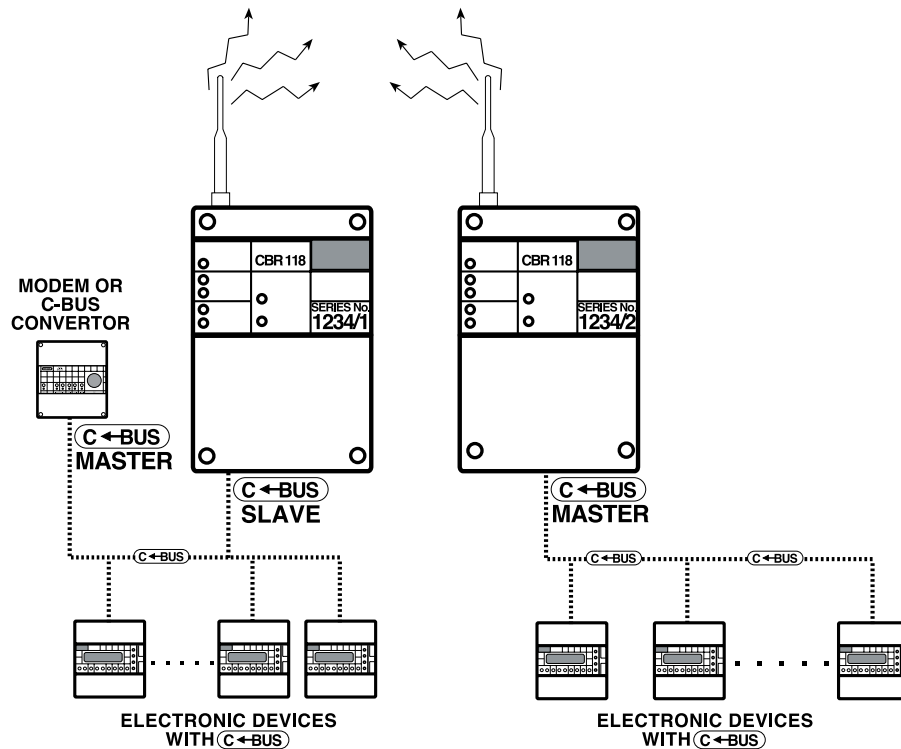 CBR 118
SERIES No.
1234/1
CBR 118
SERIES No.
1234/2
MODEM OR
C-BUS
CONVERTOR
C BUS
MASTER
C BUS
SLAVE
C BUS
MASTER
C BUS
C BUS
C BUS
ELECTRONIC DEVICES
WITH C BUS
ELECTRONIC DEVICES
WITH C BUS